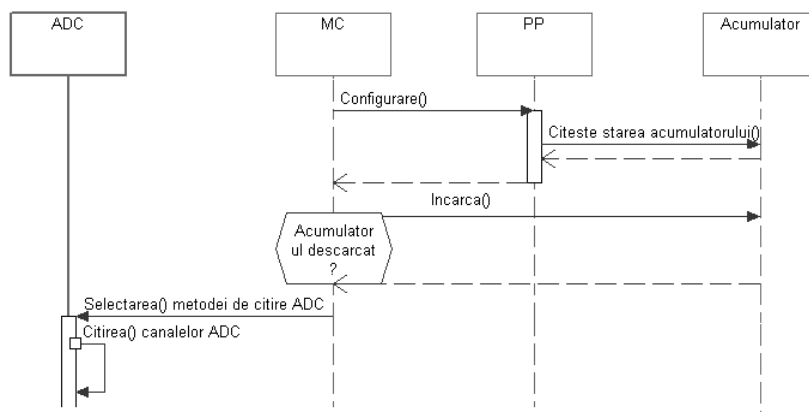 ADC
MC
PP
Acumulator
Configurare()
Citeste starea acumulatorului()
Incarca()
Acumulator
ul descarcat
?
Selectarea() metodei de citire ADC
Citirea() canalelor ADC